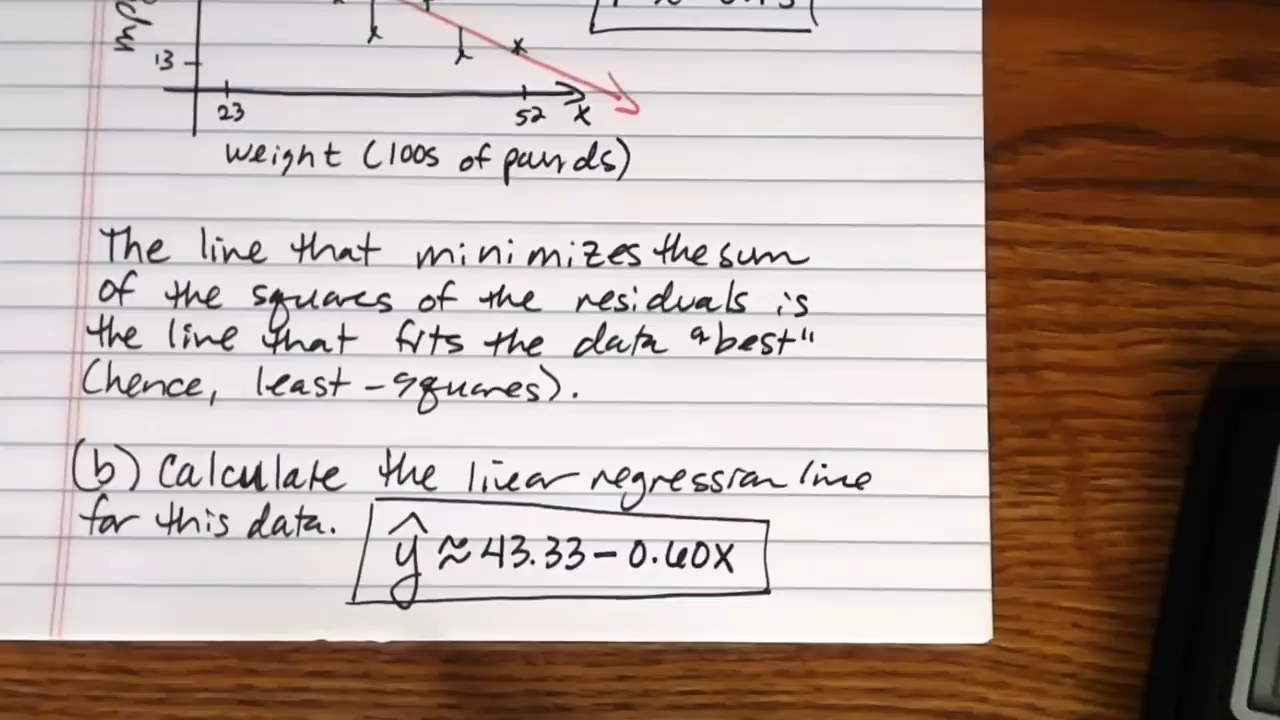 mpg
13
23
52 x
weight (100s of pounds)
The line that minimizes the sum
of the squares of the residuals is
the line that fits the data "best"
(hence, least-squares).
(b) Calculate the linear regression line
for this data.
ŷ ≈ 43.33 - 0.60x